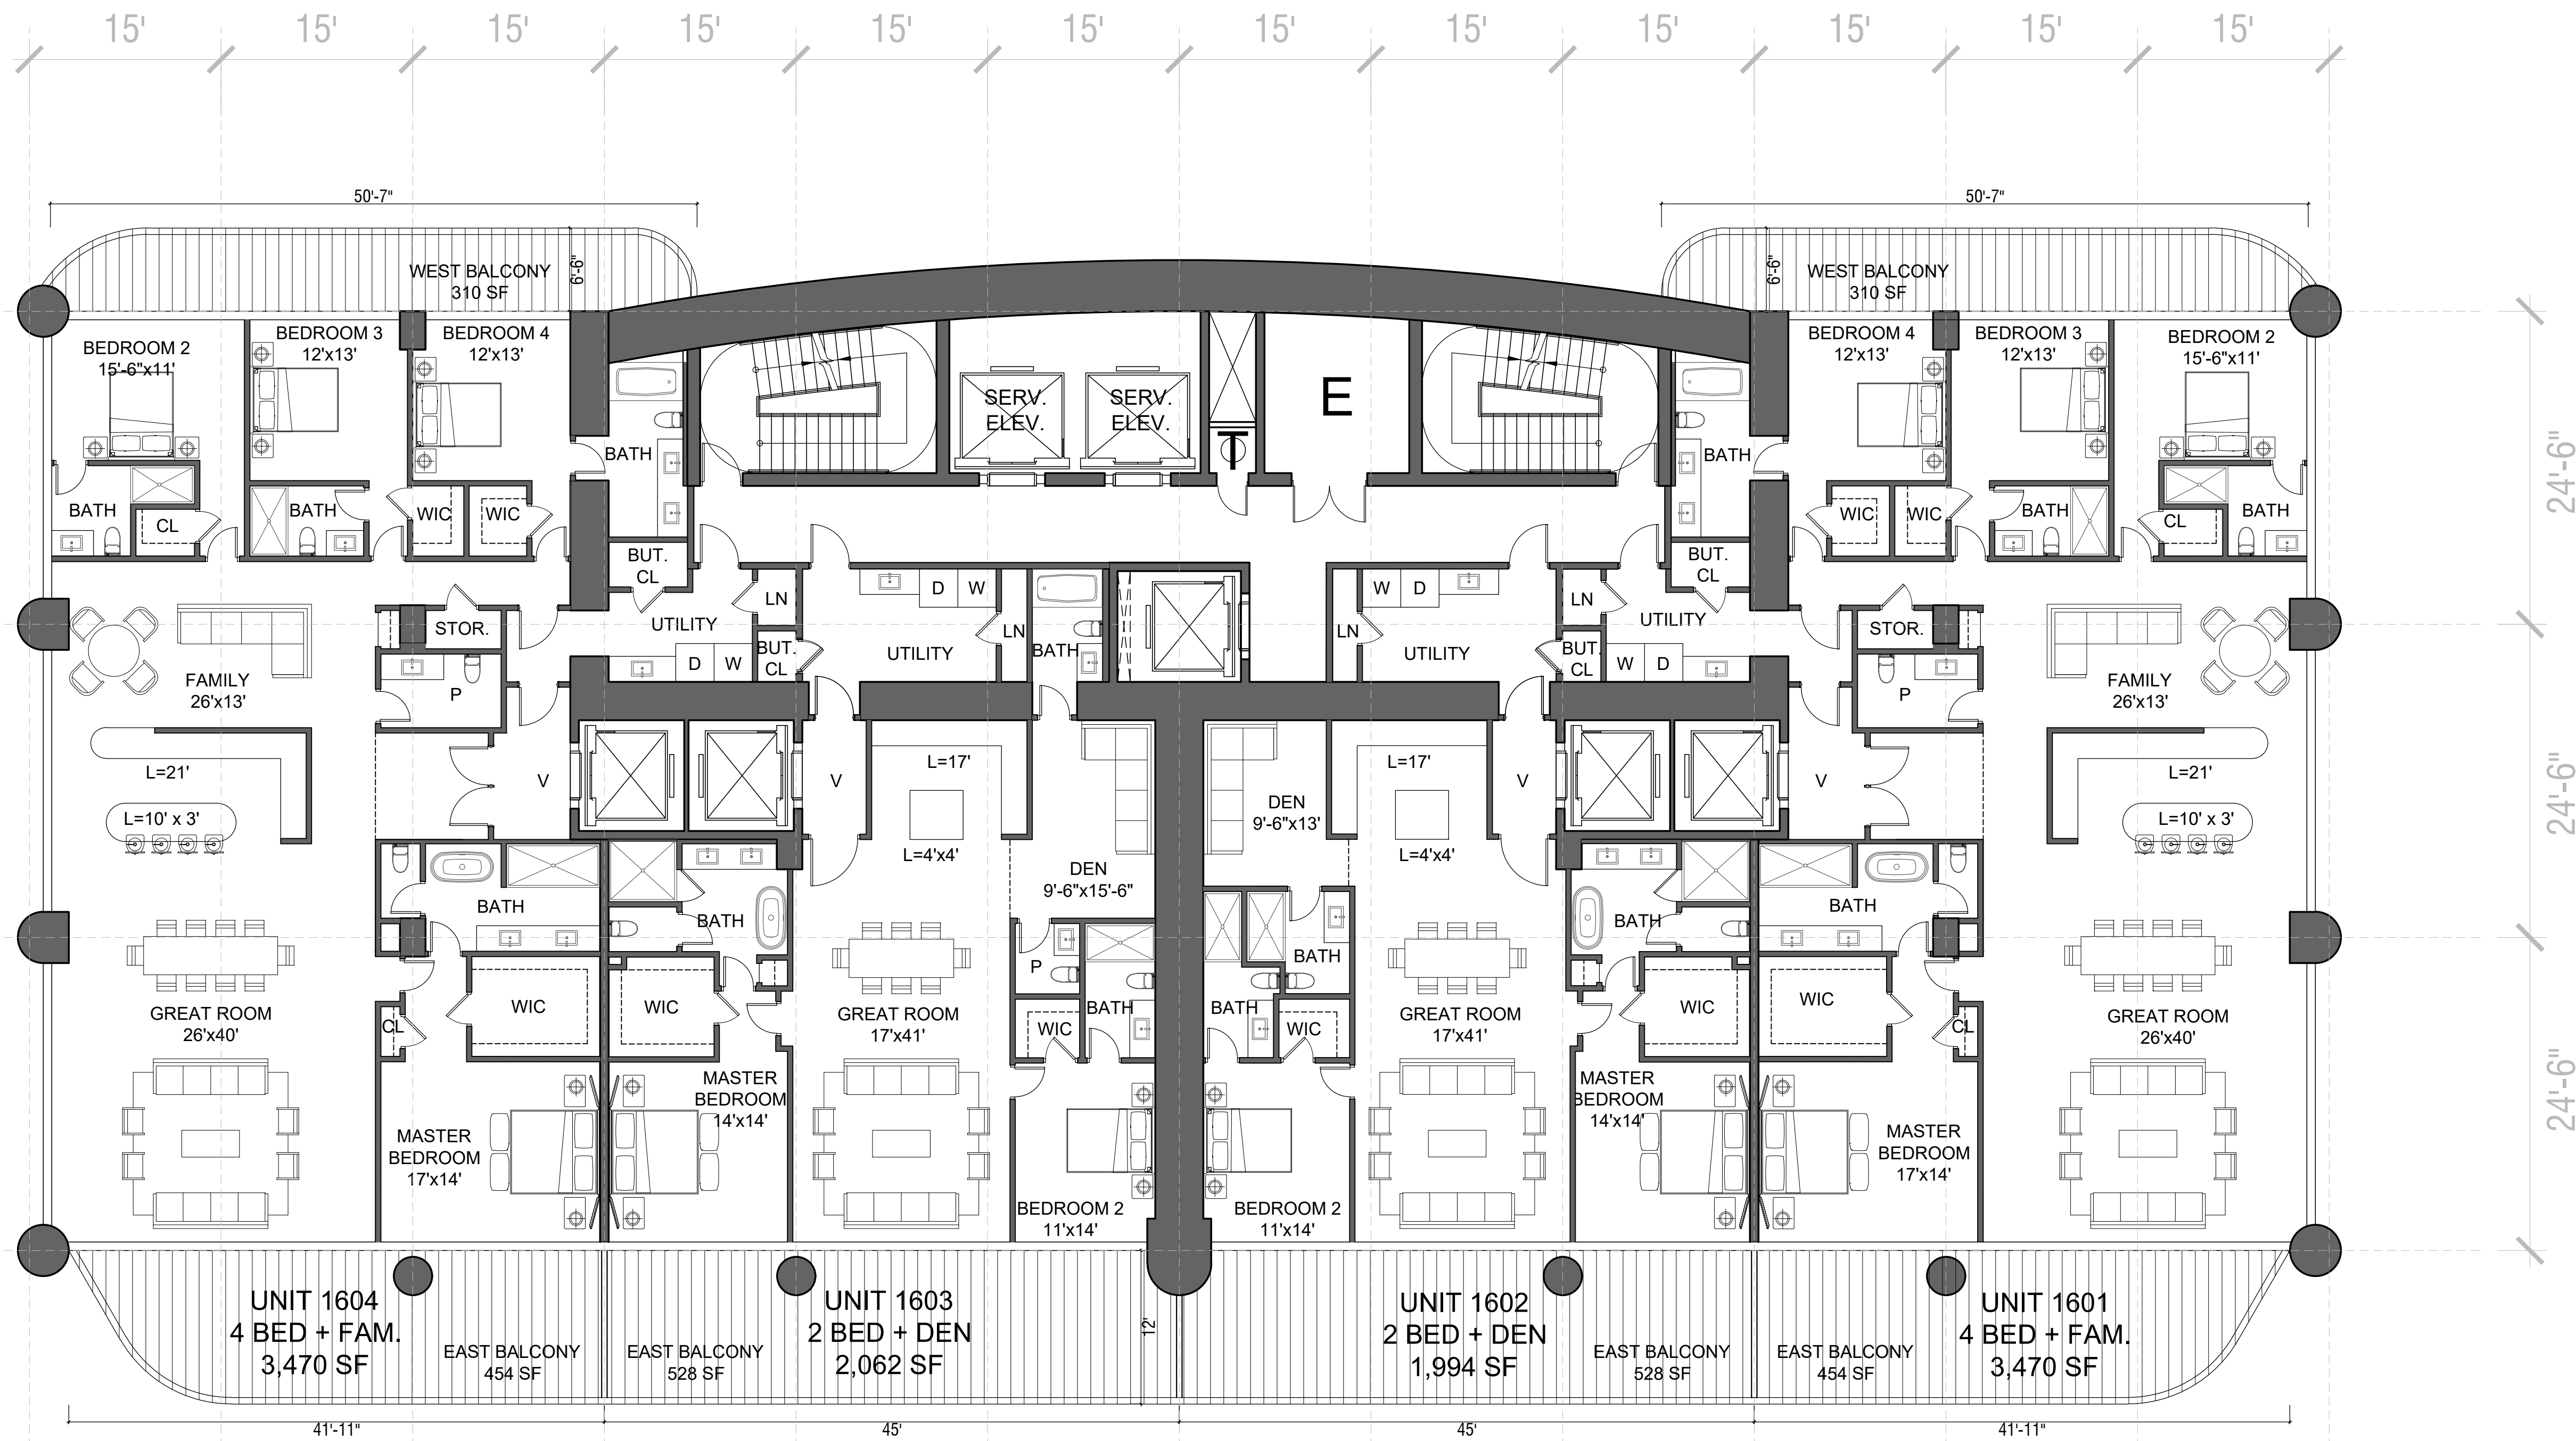 15' 15' 15' 15' 15' 15' 15' 15' 15' 15' 15' 15'
50'-7" 50'-7"
WEST BALCONY
310 SF
6'-6"
6'-6"
WEST BALCONY
310 SF
BEDROOM 2
15'-6"x11'
BEDROOM 3
12'x13'
BEDROOM 4
12'x13'
BATH
SERV.
ELEV.
SERV.
ELEV.
T
E
BATH
BEDROOM 4
12'x13'
BEDROOM 3
12'x13'
BEDROOM 2
15'-6"x11'
24'-6"
BATH
CL
BATH
WIC
WIC
BUT.
CL
BUT.
CL
WIC
WIC
BATH
CL
BATH
STOR.
UTILITY
LN
BUT.
CL
D W
D W
UTILITY
LN
BATH
LN
W D
UTILITY
LN
BUT.
CL
UTILITY
W D
STOR.
FAMILY
26'x13'
P
P
FAMILY
26'x13'
24'-6"
L=21'
L=10' x 3'
V
V
L=17'
L=4'x4'
DEN
9'-6"x15'-6"
DEN
9'-6"x13'
L=17'
L=4'x4'
V
V
L=21'
L=10' x 3'
BATH
BATH
P
BATH
BATH
BATH
BATH
BATH
GREAT ROOM
26'x40'
CL
WIC
WIC
GREAT ROOM
17'x41'
WIC
WIC
GREAT ROOM
17'x41'
WIC
WIC
CL
GREAT ROOM
26'x40'
24'-6"
MASTER
BEDROOM
17'x14'
MASTER
BEDROOM
14'x14'
BEDROOM 2
11'x14'
BEDROOM 2
11'x14'
MASTER
BEDROOM
14'x14'
MASTER
BEDROOM
17'x14'
UNIT 1604
4 BED + FAM.
3,470 SF
EAST BALCONY
454 SF
EAST BALCONY
528 SF
UNIT 1603
2 BED + DEN
2,062 SF
12'
UNIT 1602
2 BED + DEN
1,994 SF
EAST BALCONY
528 SF
EAST BALCONY
454 SF
UNIT 1601
4 BED + FAM.
3,470 SF
41'-11" 45' 45' 41'-11"